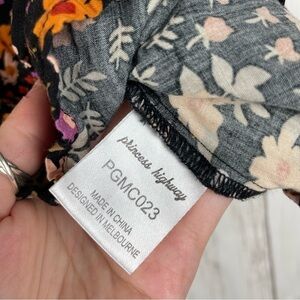 princess highway
PGMC023
MADE IN CHINA
DESIGNED IN MELBOURNE